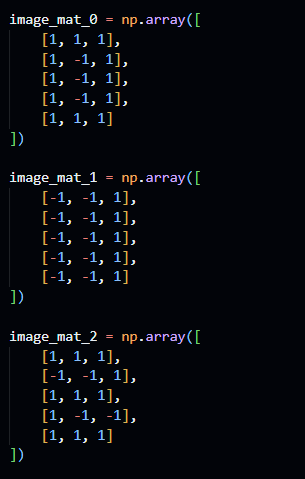 image_mat_0 = np.array([
    [1, 1, 1],
    [1, -1, 1],
    [1, -1, 1],
    [1, -1, 1],
    [1, 1, 1]
])

image_mat_1 = np.array([
    [-1, -1, 1],
    [-1, -1, 1],
    [-1, -1, 1],
    [-1, -1, 1],
    [-1, -1, 1]
])

image_mat_2 = np.array([
    [1, 1, 1],
    [-1, -1, 1],
    [1, 1, 1],
    [1, -1, -1],
    [1, 1, 1]
])